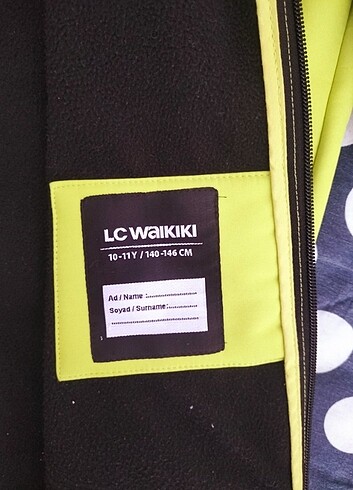 LC WAIKIKI
10-11Y / 140-146 CM
Ad / Name :....................
Soyad / Surname:............
....................................